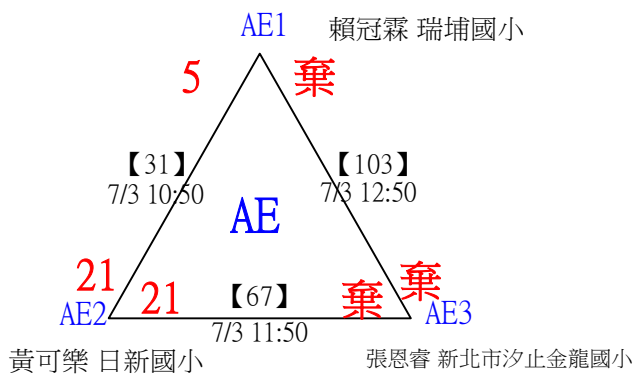 AE1 賴冠霖 瑞埔國小
5 棄
【31】 【103】
7/3 10:50 7/3 12:50
AE
21 棄
21 【67】 棄
AE2 AE3
7/3 11:50
黃可樂 日新國小 張恩睿 新北市汐止金龍國小